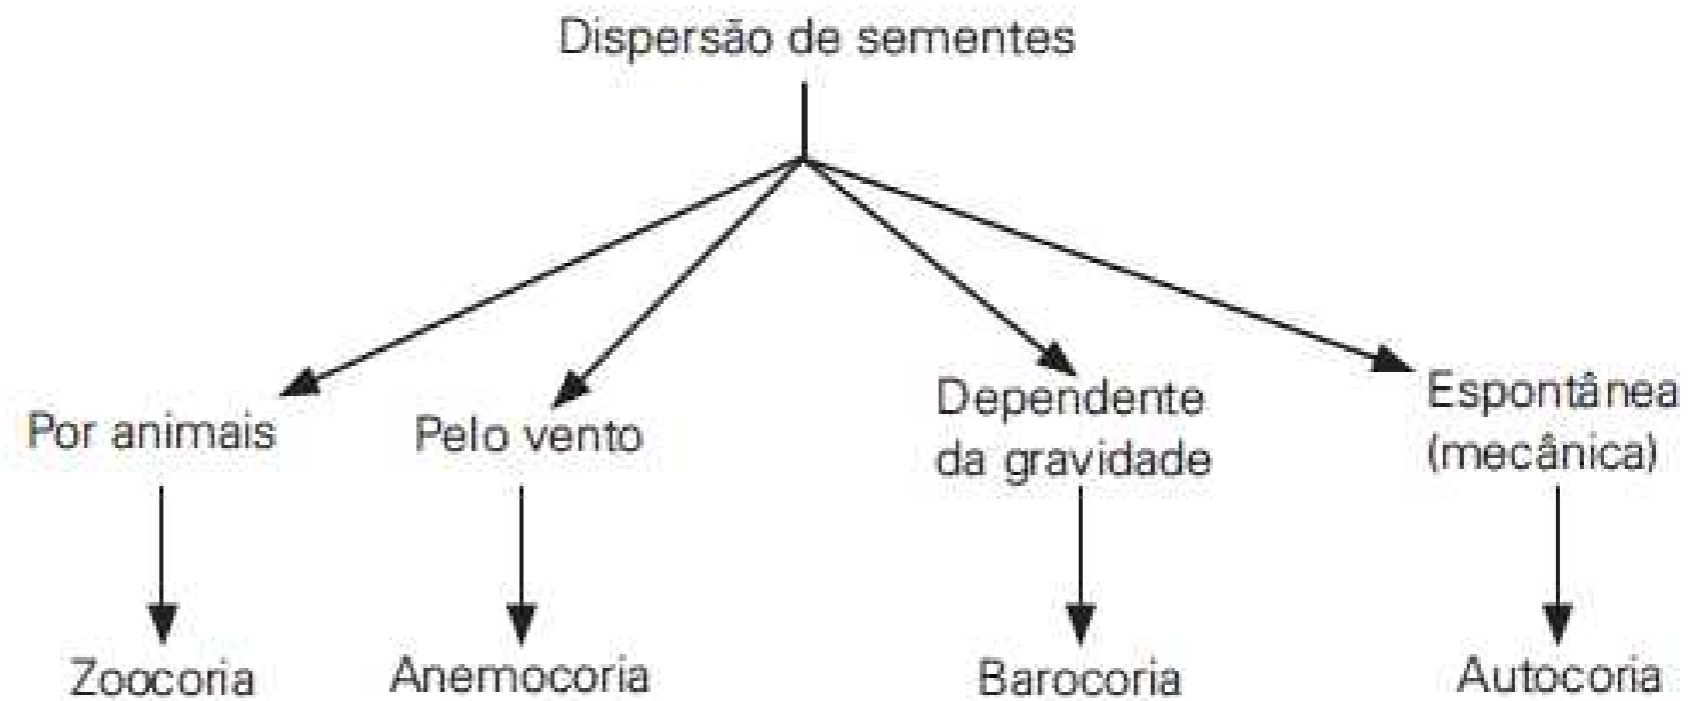 Dispersão de sementes
Por animais
Pelo vento
Dependente
da gravidade
Espontânea
(mecânica)
Zoocoria
Anemocoria
Barocoria
Autocoria